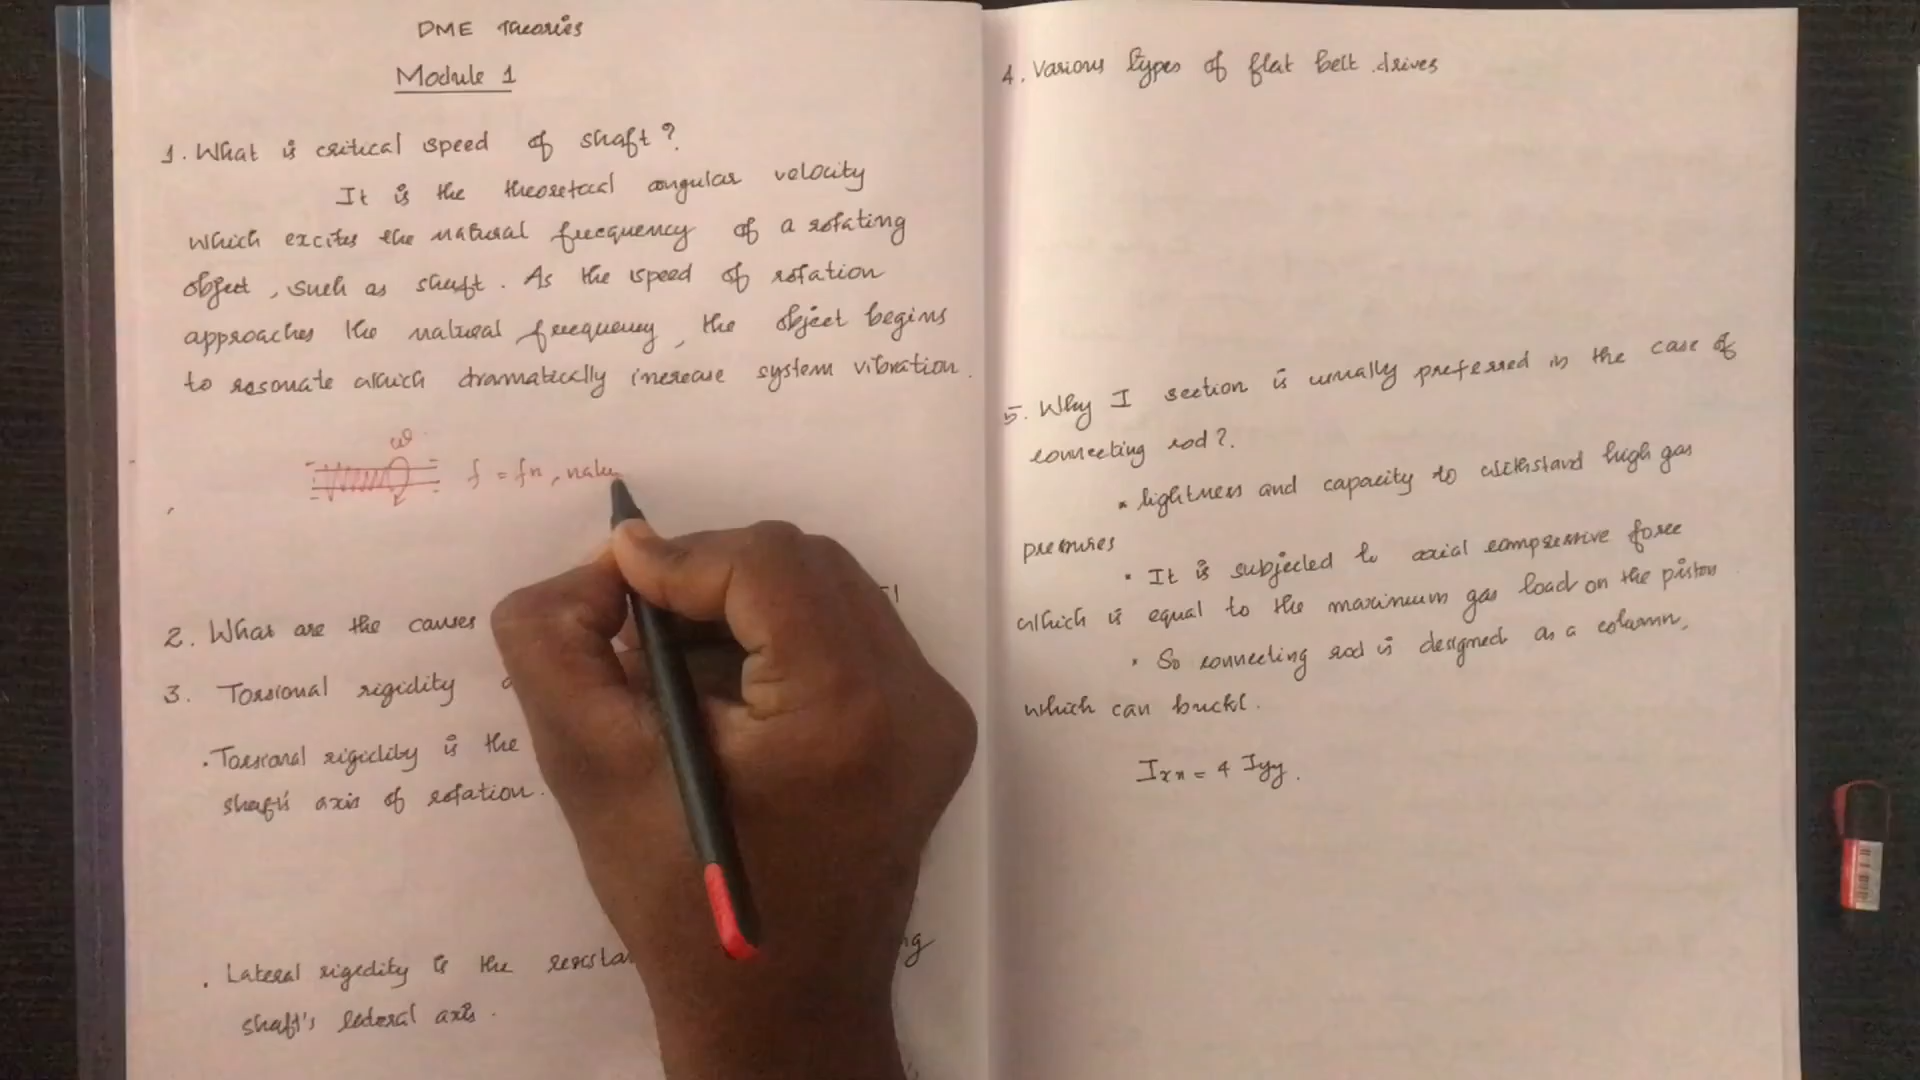 DME Theories
Module 1
1. What is critical speed of shaft?
It is the theoretacal angular velocity
which excites the natural frequency of a rotating
object, such as shaft. As the speed of rotation
approaches the natural frequency, the object begins
to resonate which dramatically increase system vibration.
ω
f = fn, natu
2. What are the causes
3. Torsional rigidity
. Torsional rigidity is the
shaft's axis of rotation.
. Lateral rigidity is the
shaft's lateral axis.
4. Various types of flat belt drives
5. Why I section is usually preferred in the case of
connecting rod?.
* lightness and capacity to withstand high gas
pressures
* It is subjected to axial compressive force
which is equal to the maximum gas load on the piston
* So connecting rod is designed as a column,
which can buckl.
Ixx = 4 Iyy.